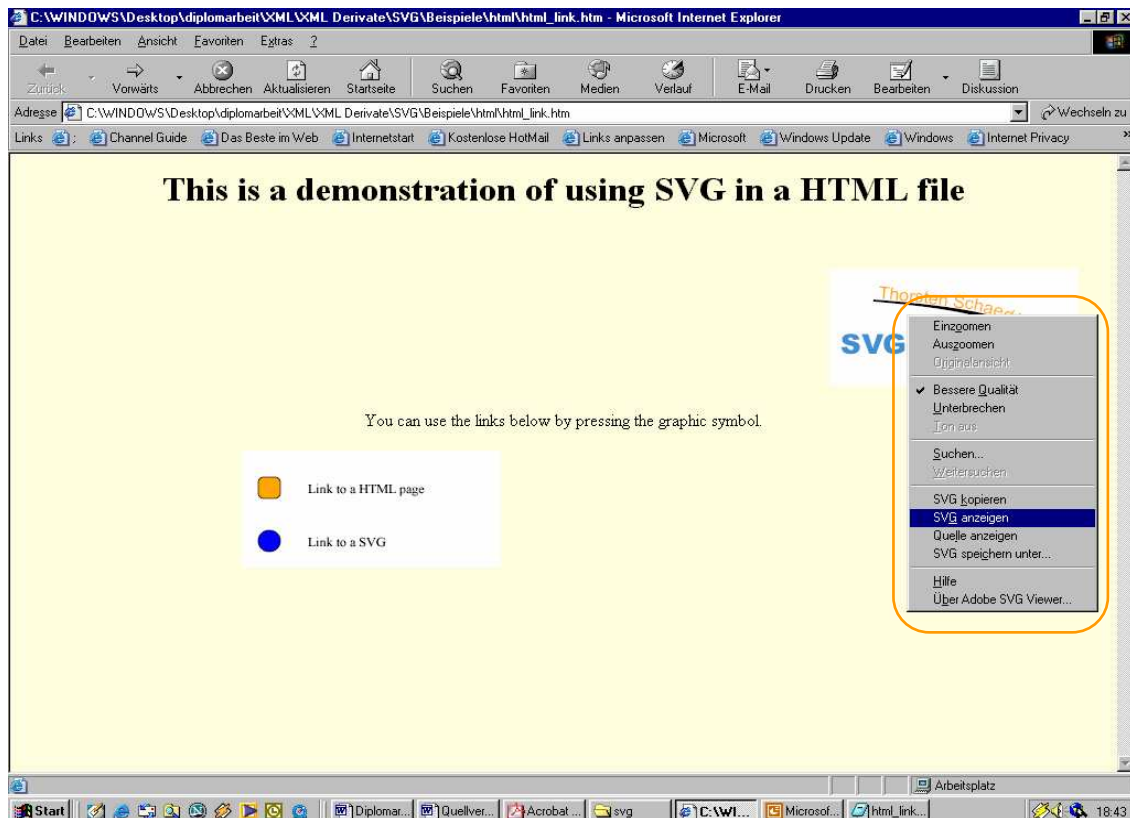 C:\WINDOWS\Desktop\diplomarbeit\XML\XML Derivate\SVG\Beispiele\html\html_link.htm - Microsoft Internet Explorer
Datei Bearbeiten Ansicht Favoriten Extras ?
Zurück Vorwärts Abbrechen Aktualisieren Startseite Suchen Favoriten Medien Verlauf E-Mail Drucken Bearbeiten Diskussion
Adresse C:\WINDOWS\Desktop\diplomarbeit\XML\XML Derivate\SVG\Beispiele\html\html_link.htm Wechseln zu
Links ; Channel Guide Das Beste im Web Internetstart Kostenlose HotMail Links anpassen Microsoft Windows Update Windows Internet Privacy »
This is a demonstration of using SVG in a HTML file
Thorsten
SVG
Einzoomen
Auszoomen
Originalansicht
Bessere Qualität
Unterbrechen
Ton aus
Suchen...
Weitersuchen
SVG kopieren
SVG anzeigen
Quelle anzeigen
SVG speichern unter...
Hilfe
Über Adobe SVG Viewer...
You can use the links below by pressing the graphic symbol.
Link to a HTML page
Link to a SVG
Arbeitsplatz
Start Diplomar... Quellver... Acrobat ... svg C:\WI... Microsof... html_link... 18:43